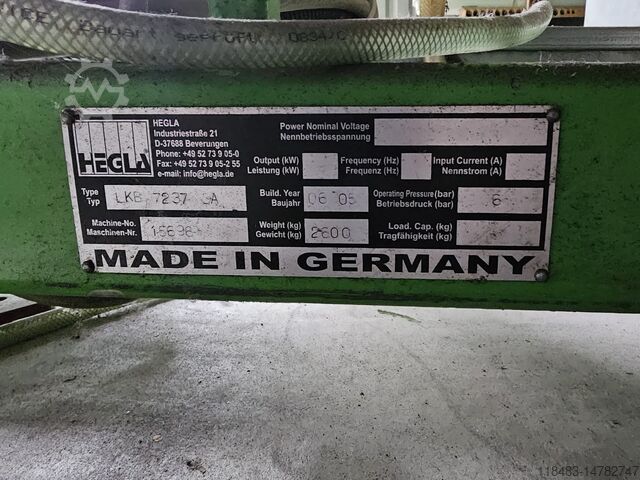 geprüft 0834/C
HEGLA
HEGLA
Industriestraße 21
D-37688 Beverungen
Phone: +49 52 73 9 05-0
Fax: +49 52 73 9 05-2 55
e-mail: info@hegla.de
Power Nominal Voltage
Nennbetriebsspannung
Output (kW)
Leistung (kW)
Frequency (Hz)
Frequenz (Hz)
Input Current (A)
Nennstrom (A)
Type
Typ
LKB 7237
Build. Year
Baujahr
06 05
Operating Pressure (bar)
Betriebsdruck (bar)
6
Machine-No.
Maschinen-Nr.
Weight (kg)
Gewicht (kg)
2600
Load. Cap. (kg)
Tragfähigkeit (kg)
MADE IN GERMANY
118483-14782747